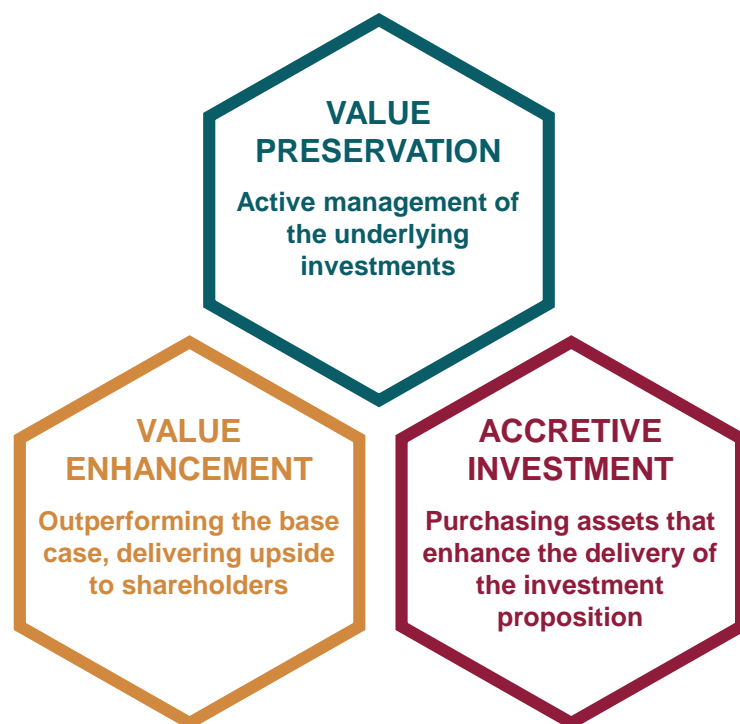 VALUE
PRESERVATION
Active management of
the underlying
investments
VALUE
ENHANCEMENT
Outperforming the base
case, delivering upside
to shareholders
ACCRETIVE
INVESTMENT
Purchasing assets that
enhance the delivery of
the investment
proposition